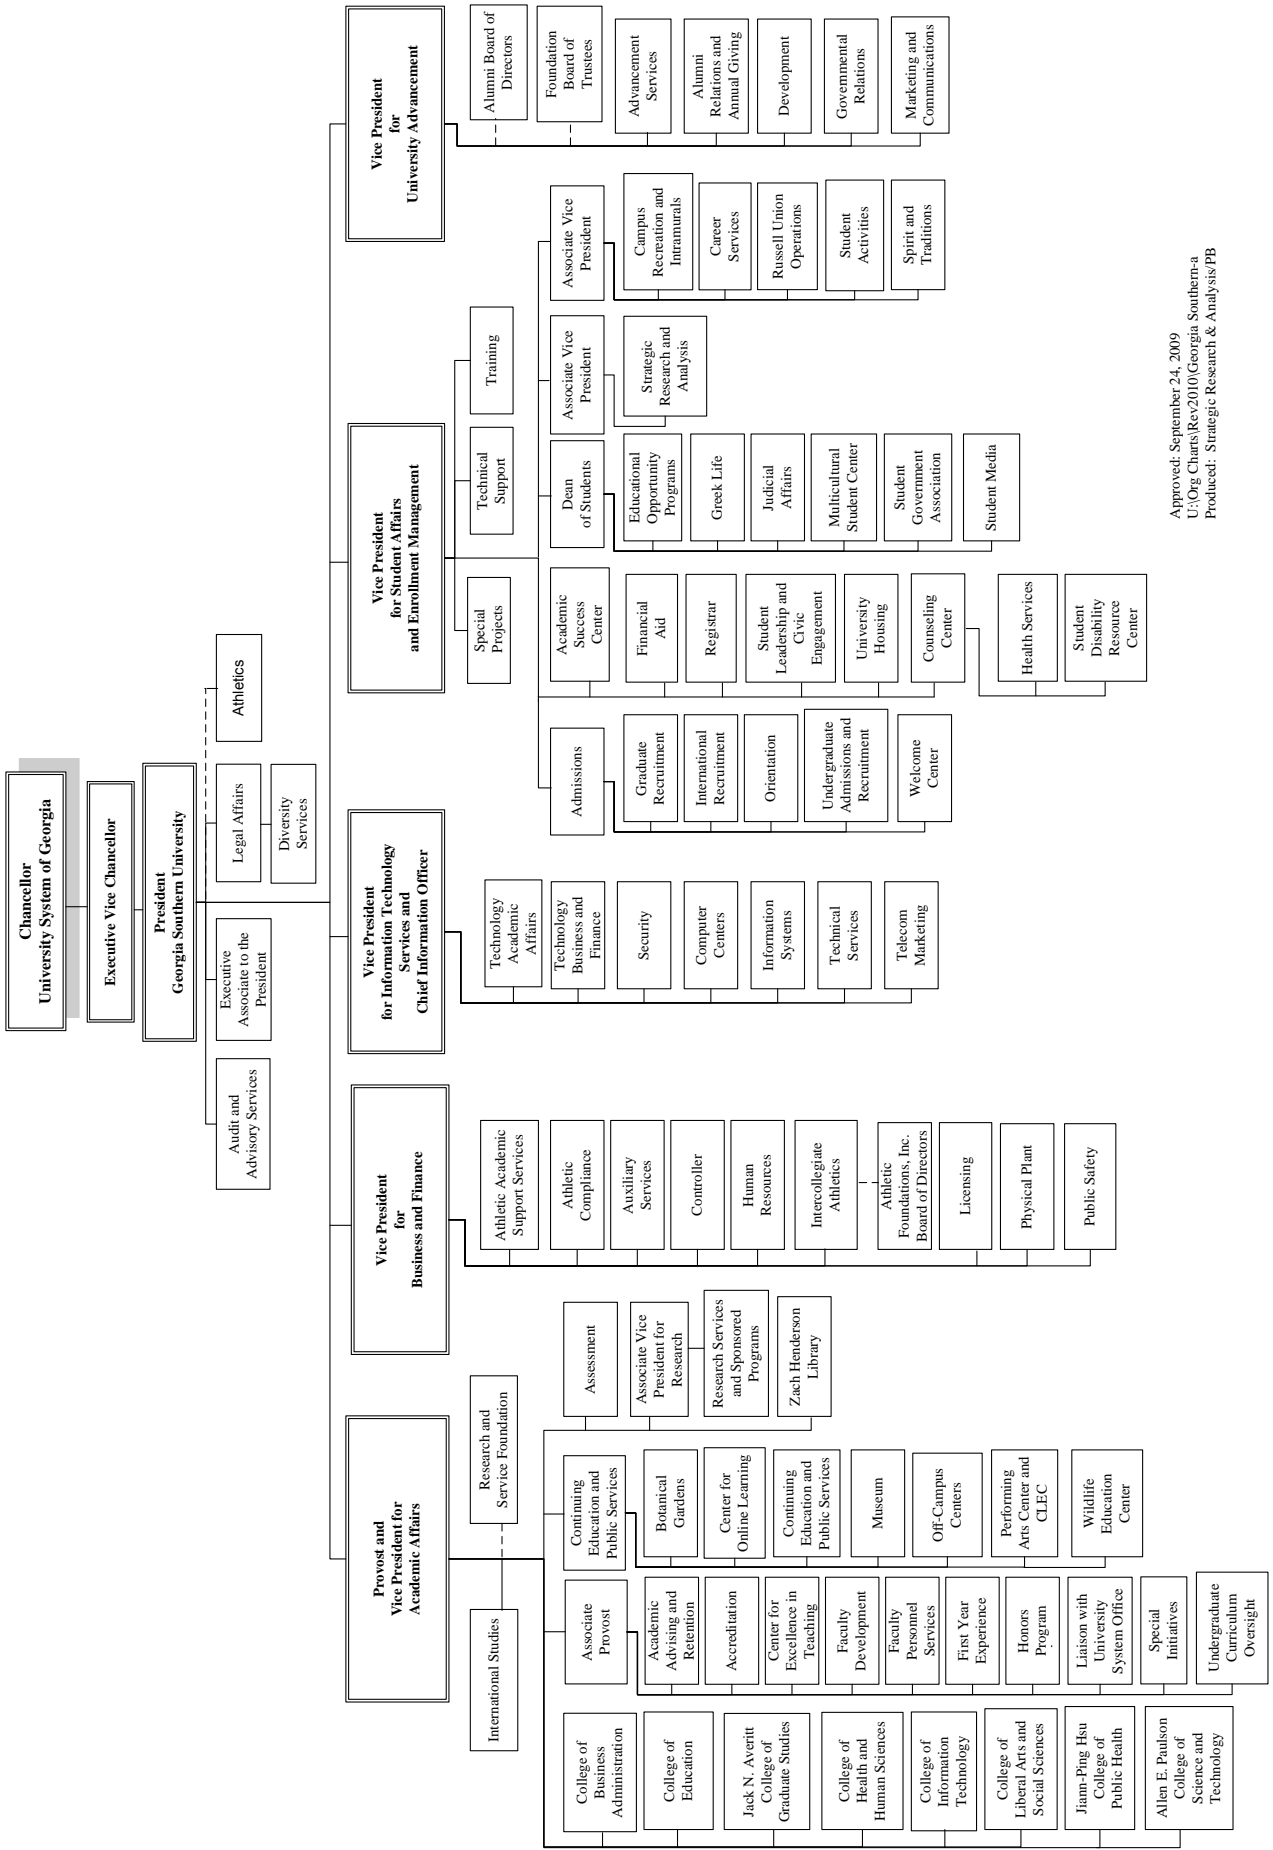 Chancellor
University System of Georgia
Executive Vice Chancellor
President
Georgia Southern University
Audit and
Advisory Services
Executive
Associate to the
President
Legal Affairs
Diversity
Services
Athletics
Provost and
Vice President for
Academic Affairs
International Studies
Research and
Service Foundation
College of
Business
Administration
College of
Education
Jack N. Averitt
College of
Graduate Studies
College of
Health and
Human Sciences
College of
Information
Technology
College of
Liberal Arts and
Social Sciences
Jiann-Ping Hsu
College of
Public Health
Allen E. Paulson
College of
Science and
Technology
Associate
Provost
Academic
Advising and
Retention
Accreditation
Center for
Excellence in
Teaching
Faculty
Development
Faculty
Personnel
Services
First Year
Experience
Honors
Program
Liaison with
University
System Office
Special
Initiatives
Undergraduate
Curriculum
Oversight
Continuing
Education and
Public Services
Botanical
Gardens
Center for
Online Learning
Continuing
Education and
Public Services
Museum
Off-Campus
Centers
Performing
Arts Center and
CLEC
Wildlife
Education
Center
Assessment
Associate Vice
President for
Research
Research Services
and Sponsored
Programs
Zach Henderson
Library
Vice President
for
Business and Finance
Athletic Academic
Support Services
Athletic
Compliance
Auxiliary
Services
Controller
Human
Resources
Intercollegiate
Athletics
Athletic
Foundations, Inc.
Board of Directors
Licensing
Physical Plant
Public Safety
Vice President
for Information Technology
Services and
Chief Information Officer
Technology
Academic
Affairs
Technology
Business and
Finance
Security
Computer
Centers
Information
Systems
Technical
Services
Telecom
Marketing
Vice President
for Student Affairs
and Enrollment Management
Special
Projects
Technical
Support
Training
Admissions
Graduate
Recruitment
International
Recruitment
Orientation
Undergraduate
Admissions and
Recruitment
Welcome
Center
Academic
Success
Center
Financial
Aid
Registrar
Student
Leadership and
Civic
Engagement
University
Housing
Counseling
Center
Health Services
Student
Disability
Resource
Center
Dean
of Students
Educational
Opportunity
Programs
Greek Life
Judicial
Affairs
Multicultural
Student Center
Student
Government
Association
Student Media
Associate Vice
President
Strategic
Research and
Analysis
Associate Vice
President
Campus
Recreation and
Intramurals
Career
Services
Russell Union
Operations
Student
Activities
Spirit and
Traditions
Vice President
for
University Advancement
Alumni Board of
Directors
Foundation
Board of
Trustees
Advancement
Services
Alumni
Relations and
Annual Giving
Development
Governmental
Relations
Marketing and
Communications
Approved: September 24, 2009
U:\Org Charts\Rev2010\Georgia Southern-a
Produced: Strategic Research & Analysis/PB